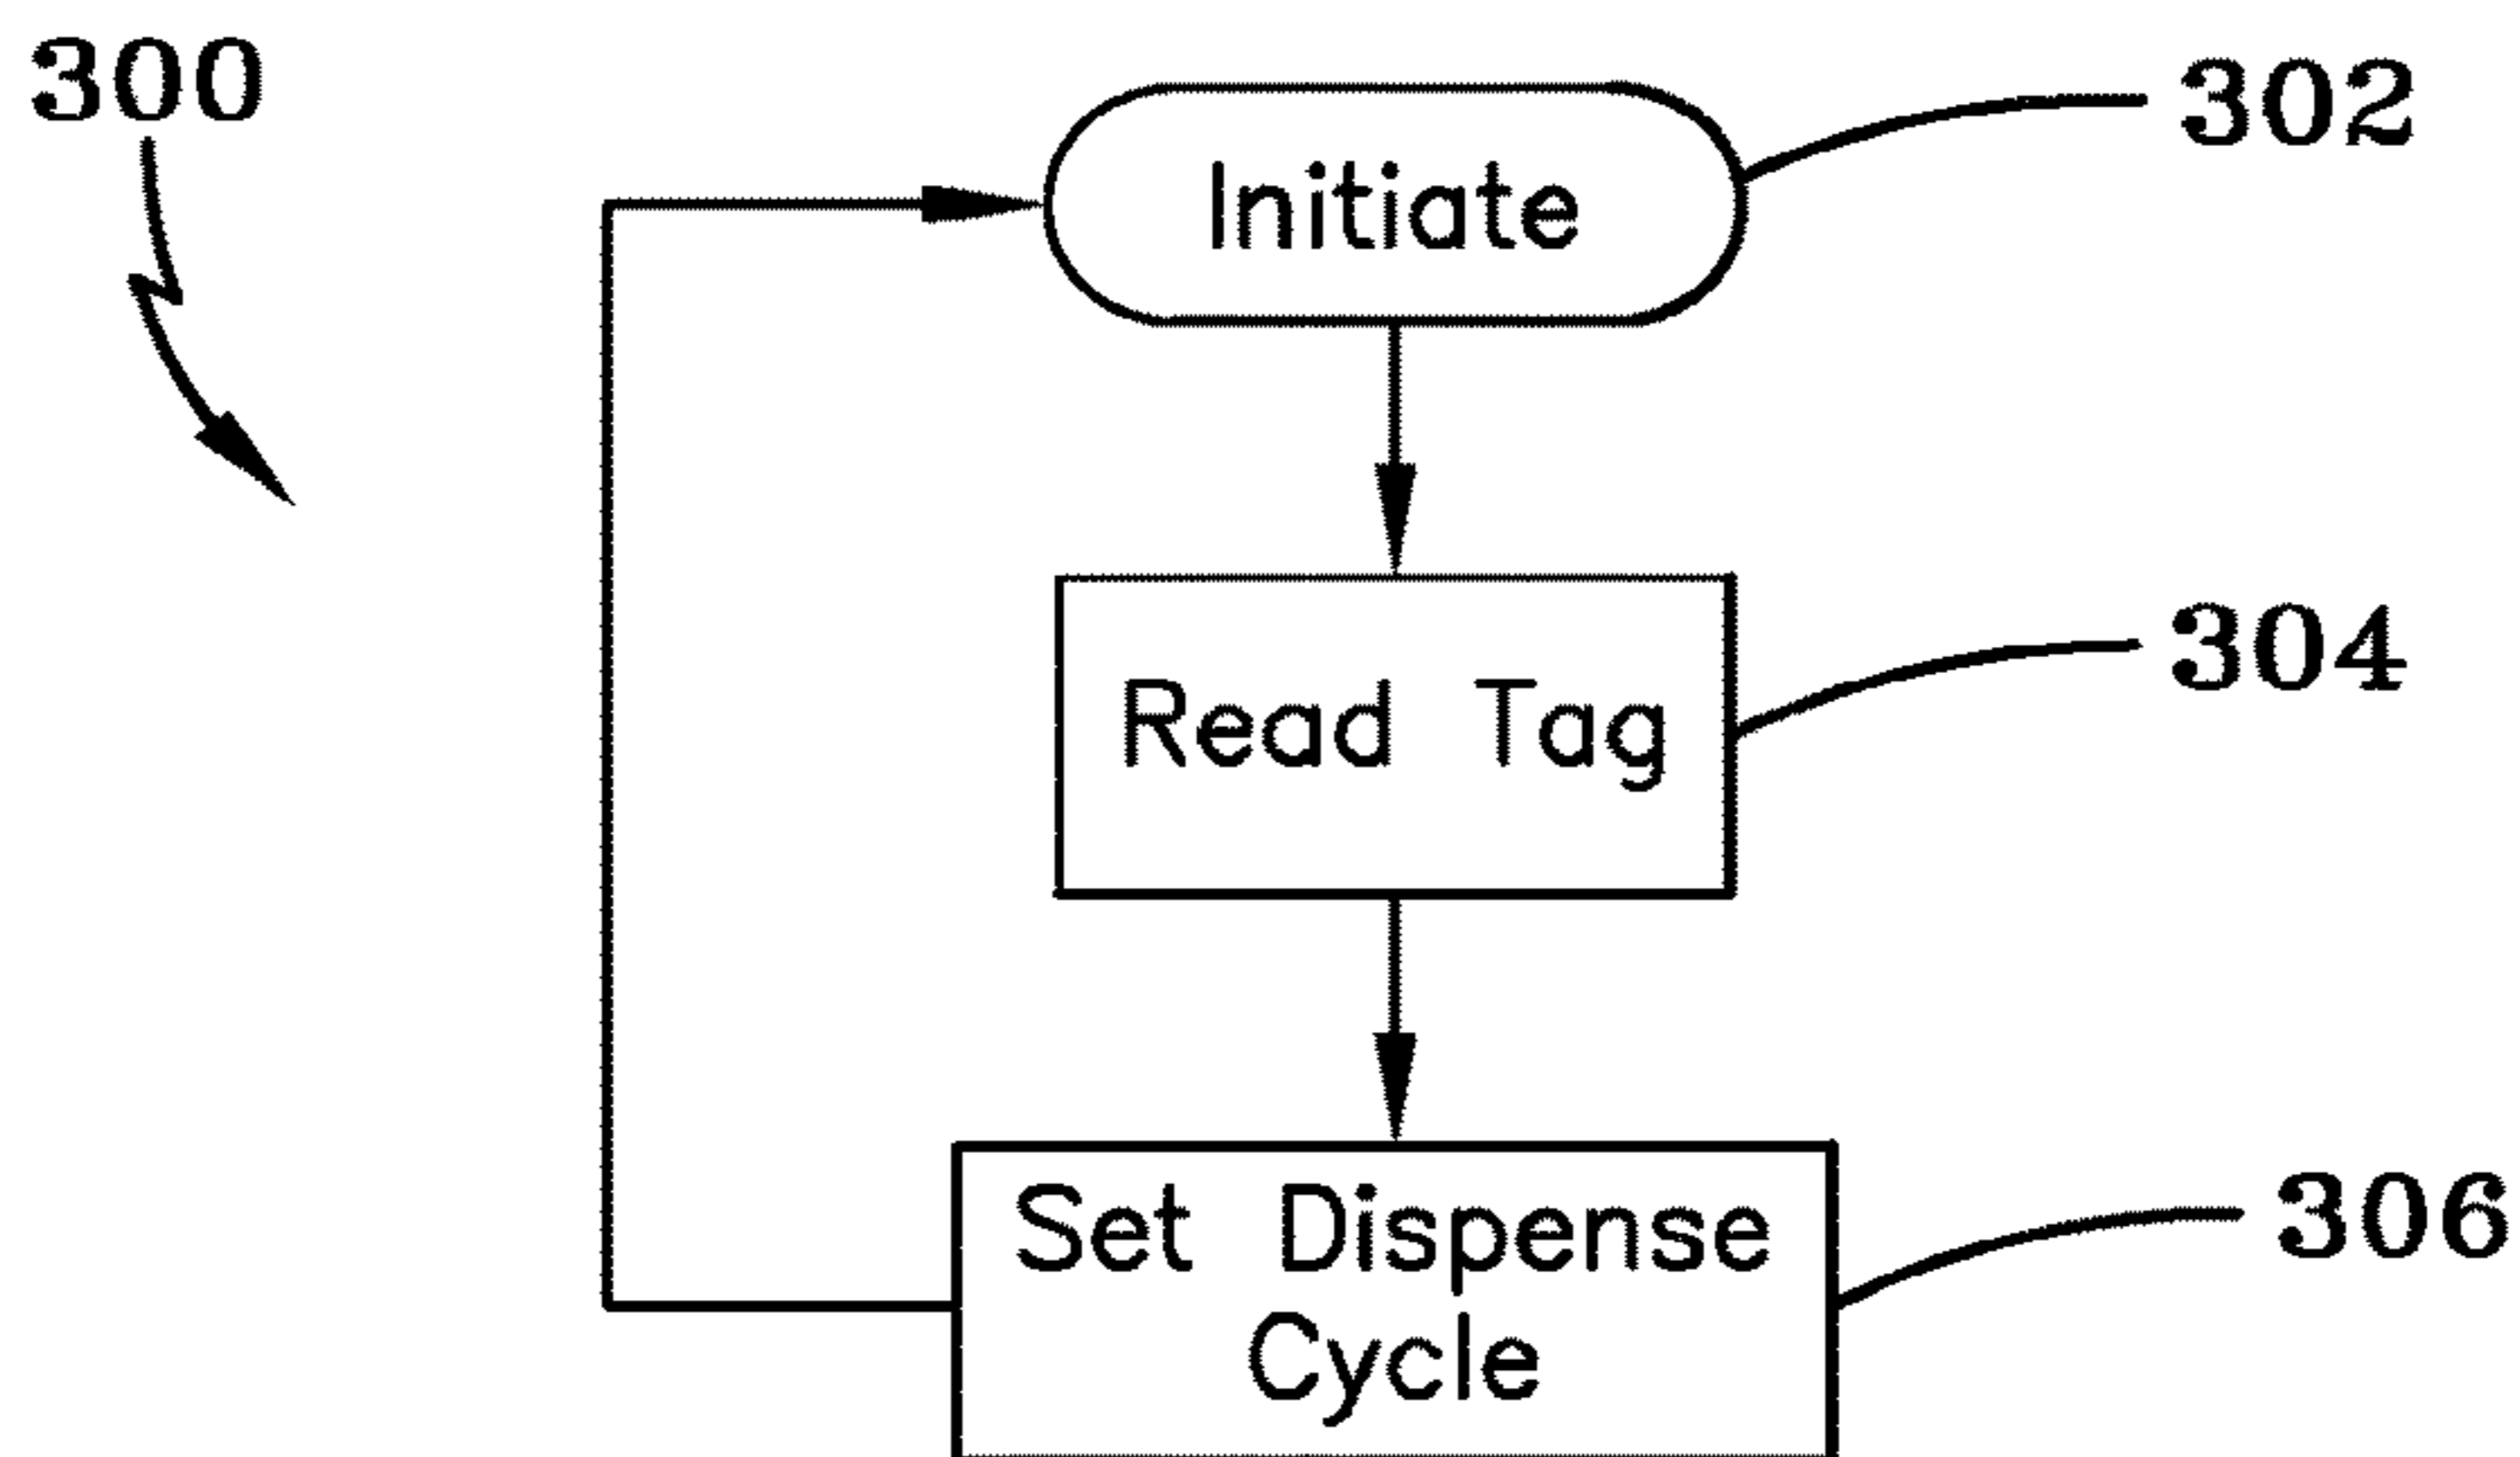 300
302
Initiate
304
Read Tag
306
Set Dispense
Cycle